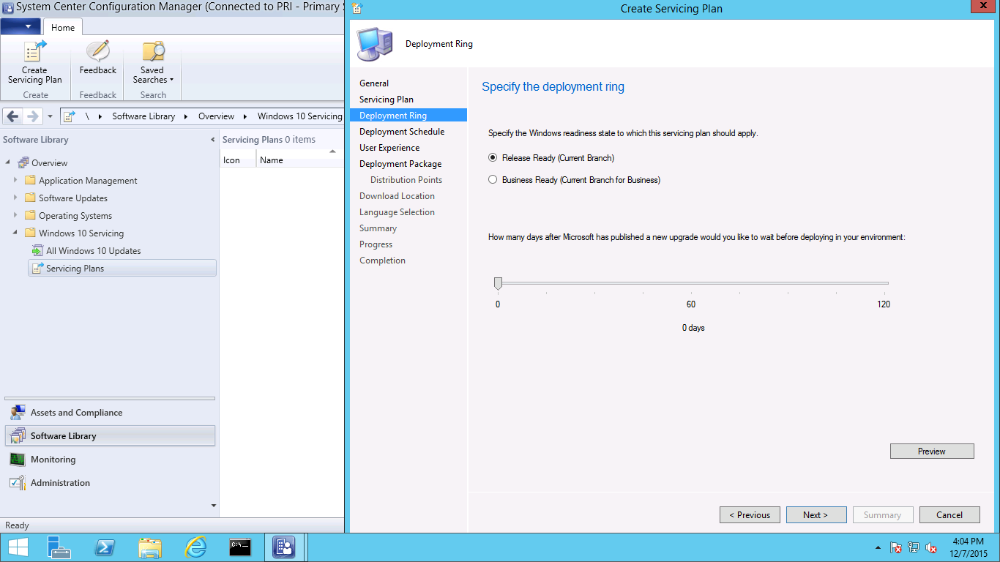 System Center Configuration Manager (Connected to PRI - Primary S
Home
Create
Servicing Plan
Feedback
Saved
Searches
Create
Feedback
Search
\
Software Library
Overview
Windows 10 Servicing
Software Library
<
Overview
Application Management
Software Updates
Operating Systems
Windows 10 Servicing
All Windows 10 Updates
Servicing Plans
Assets and Compliance
Software Library
Monitoring
Administration
Ready
Servicing Plans 0 items
Icon
Name
Create Servicing Plan
X
Deployment Ring
General
Servicing Plan
Deployment Ring
Deployment Schedule
User Experience
Deployment Package
Distribution Points
Download Location
Language Selection
Summary
Progress
Completion
Specify the deployment ring
Specify the Windows readiness state to which this servicing plan should apply.
Release Ready (Current Branch)
Business Ready (Current Branch for Business)
How many days after Microsoft has published a new upgrade would you like to wait before deploying in your environment:
0
60
120
0 days
Preview
< Previous
Next >
Summary
Cancel
4:04 PM
12/7/2015